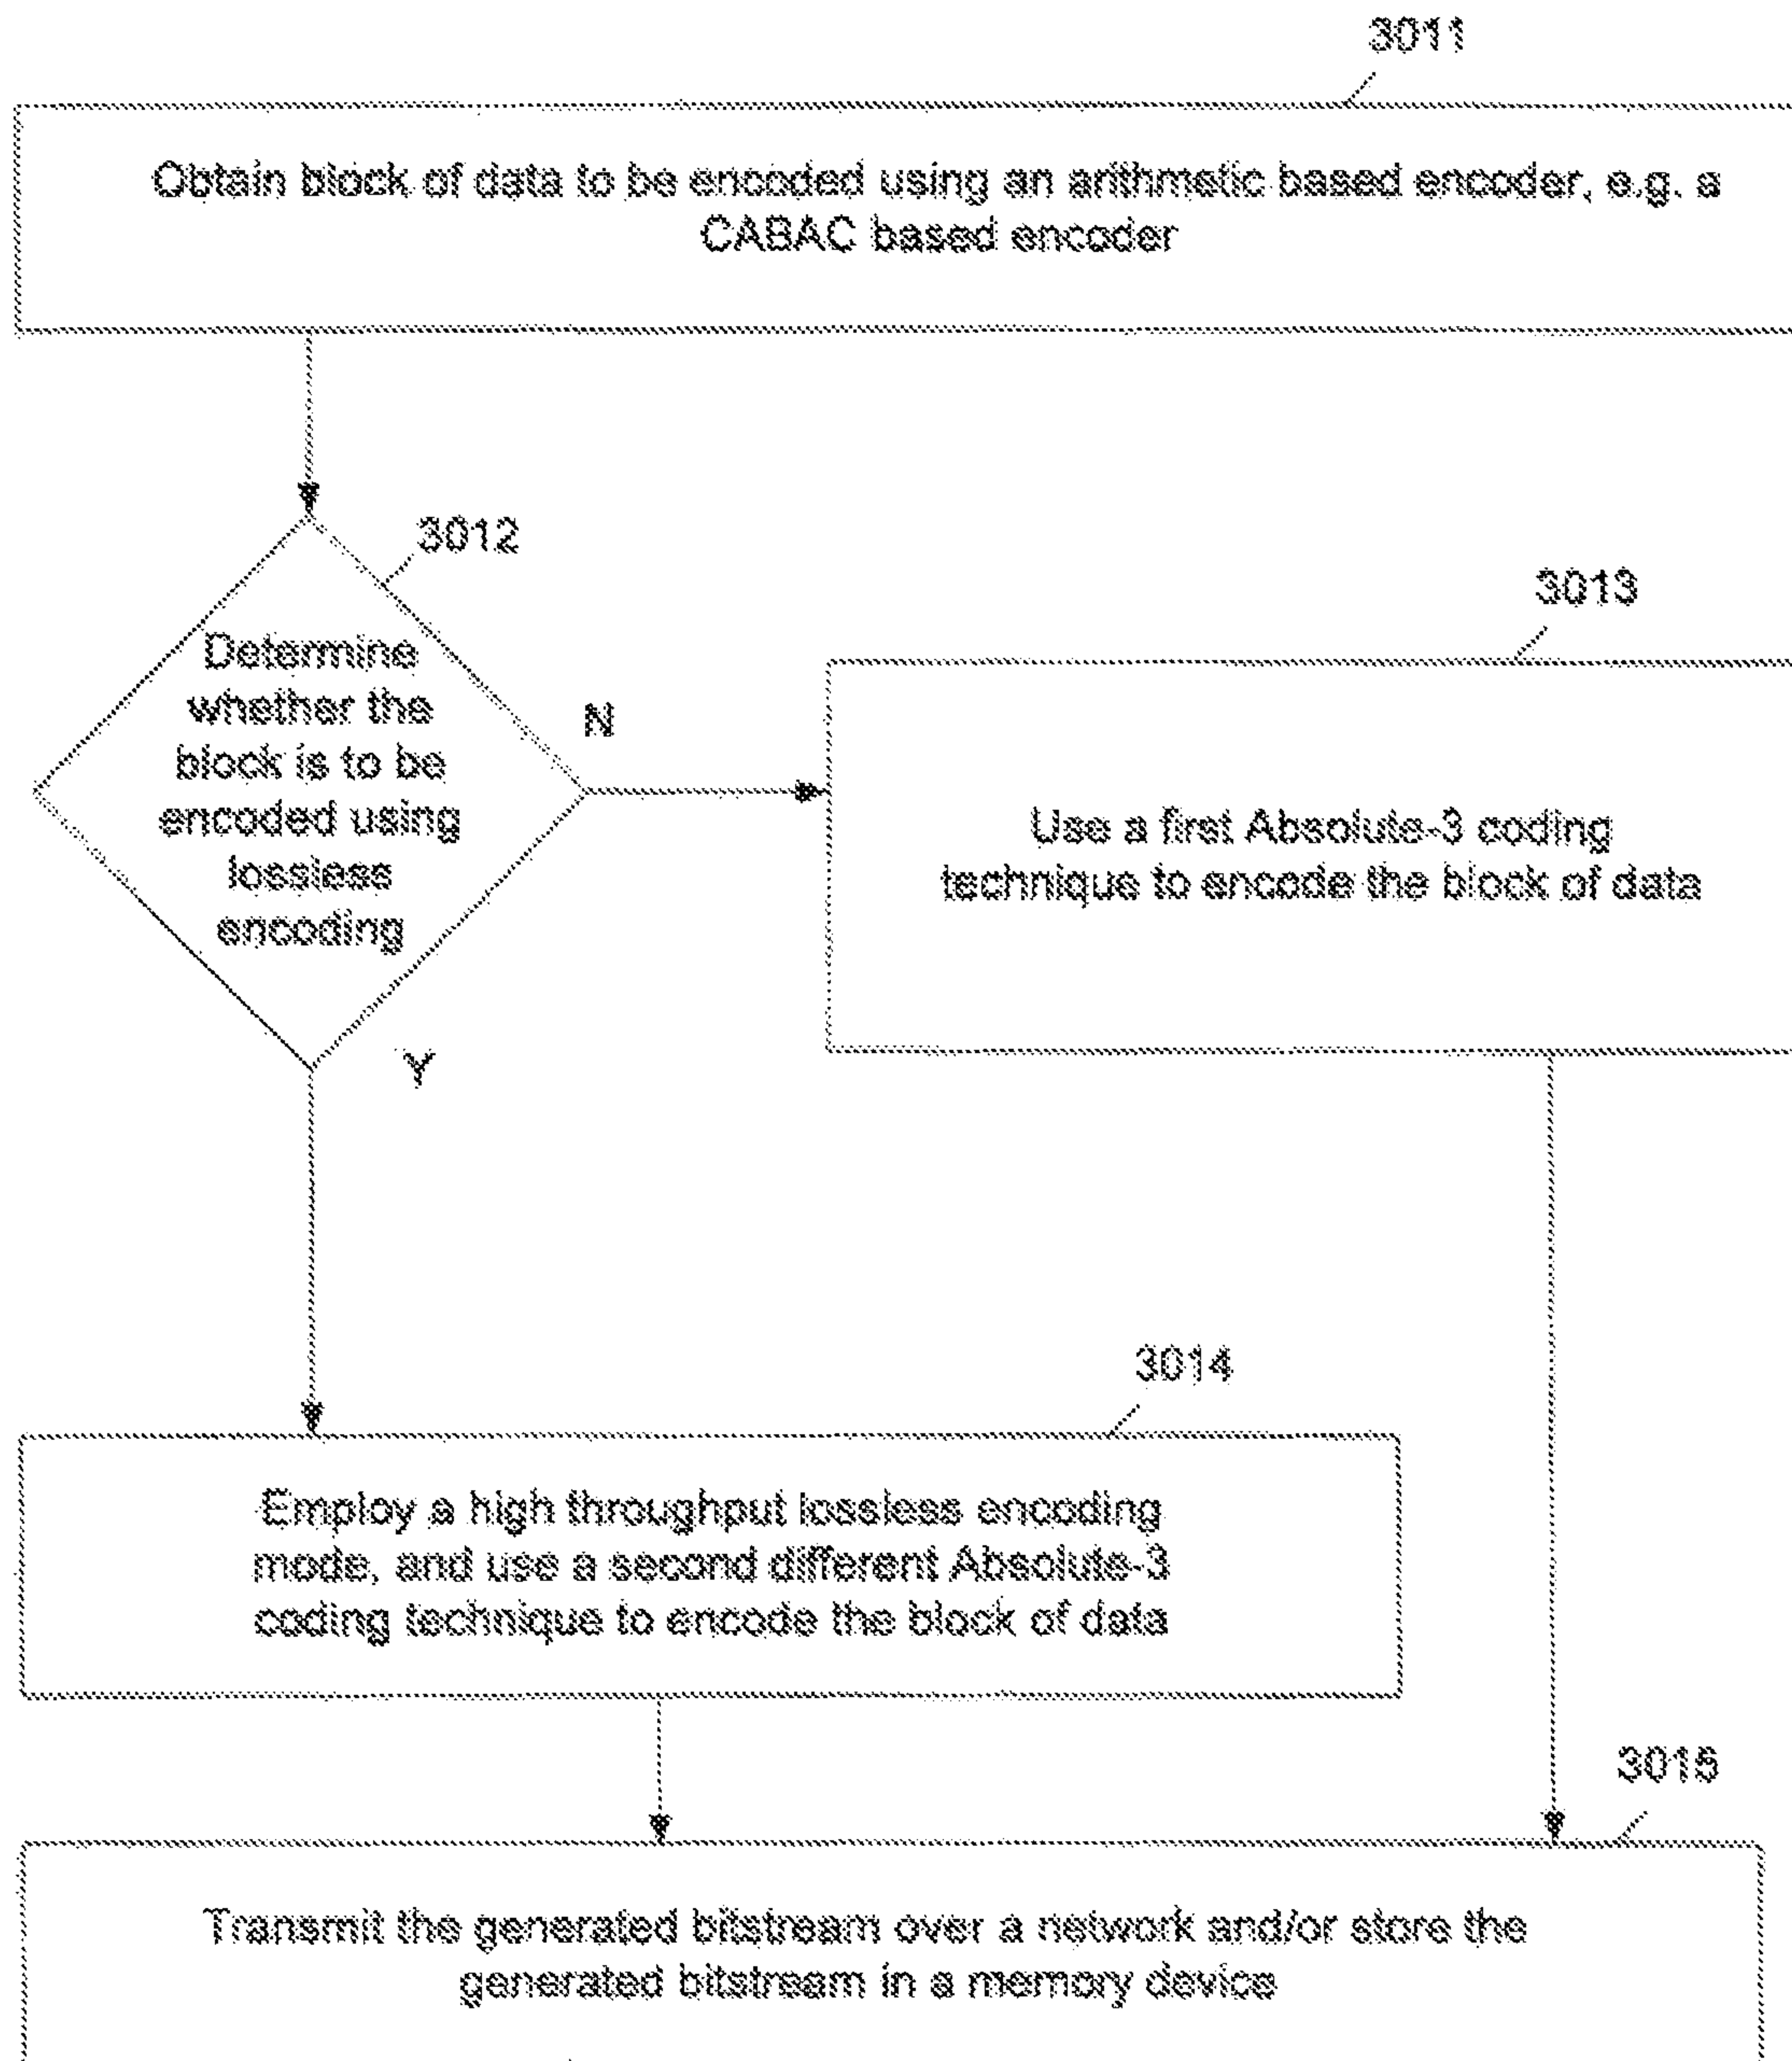 3011
Obtain block of data to be encoded using an arithmetic based encoder, e.g. a
CABAC based encoder
3012
Determine
whether the
block is to be
encoded using
lossless
encoding
N
3013
Use a first Absolute-3 coding
technique to encode the block of data
Y
3014
Employ a high throughput lossless encoding
mode, and use a second different Absolute-3
coding technique to encode the block of data
3015
Transmit the generated bitstream over a network and/or store the
generated bitstream in a memory device